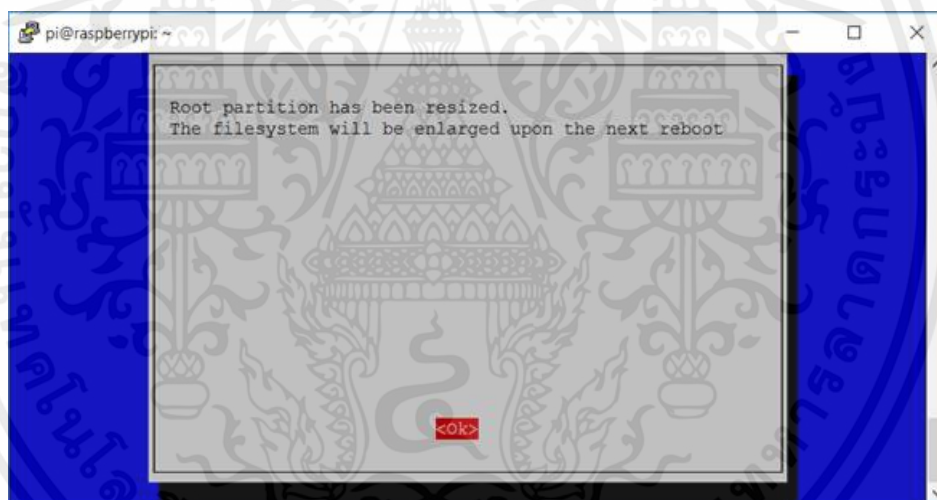 pi@raspberrypi: ~
Root partition has been resized.
The filesystem will be enlarged upon the next reboot
<Ok>